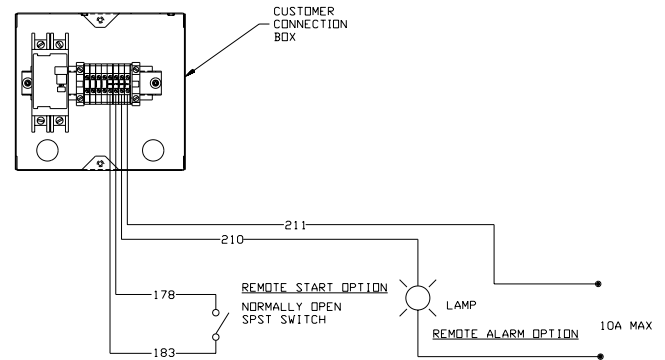 CUSTOMER
CONNECTION
BOX
211
210
178
REMOTE START OPTION
NORMALLY OPEN
SPST SWITCH
183
LAMP
REMOTE ALARM OPTION
10A MAX